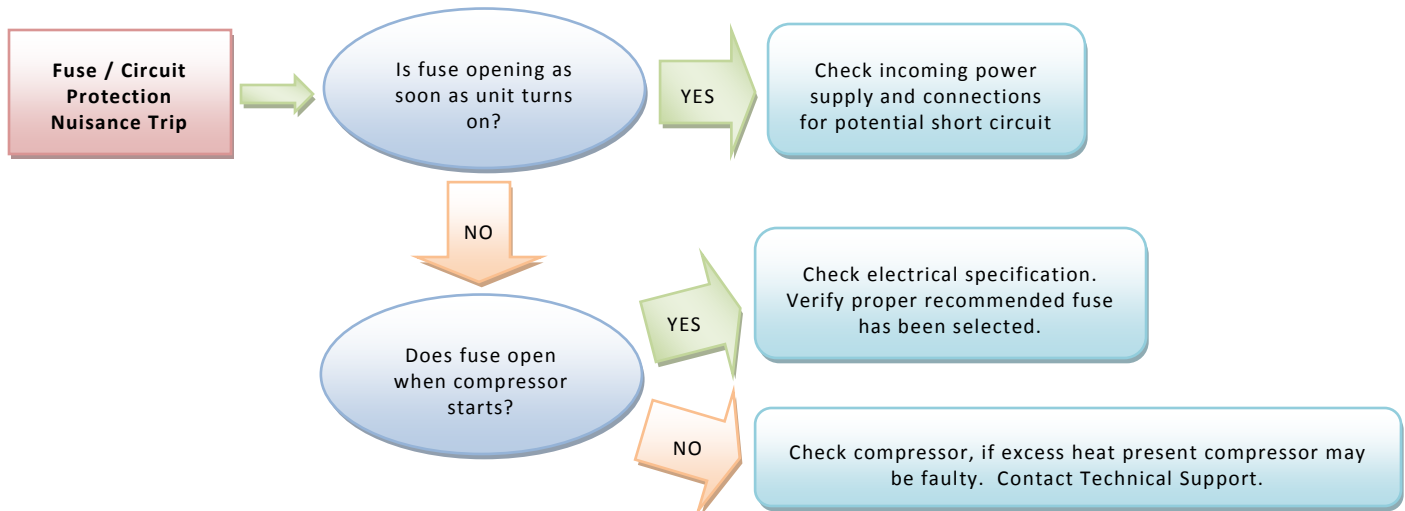 Fuse / Circuit
Protection
Nuisance Trip
Is fuse opening as
soon as unit turns
on?
YES
Check incoming power
supply and connections
for potential short circuit
NO
Does fuse open
when compressor
starts?
YES
Check electrical specification.
Verify proper recommended fuse
has been selected.
NO
Check compressor, if excess heat present compressor may
be faulty.  Contact Technical Support.